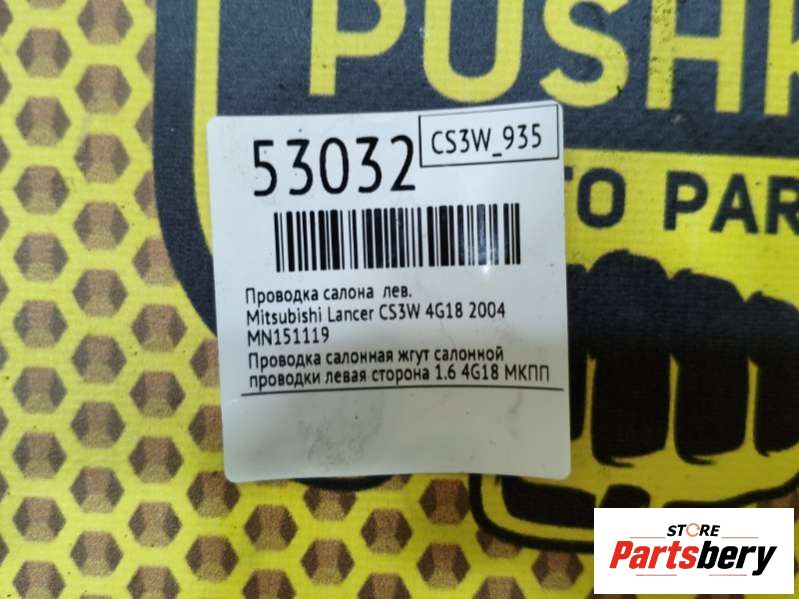 PUSHK
TO PAR
53032
CS3W_935
Проводка салона лев.
Mitsubishi Lancer CS3W 4G18 2004
MN151119
Проводка салонная жгут салонной
проводки левая сторона 1.6 4G18 МКПП
STORE
Partsbery